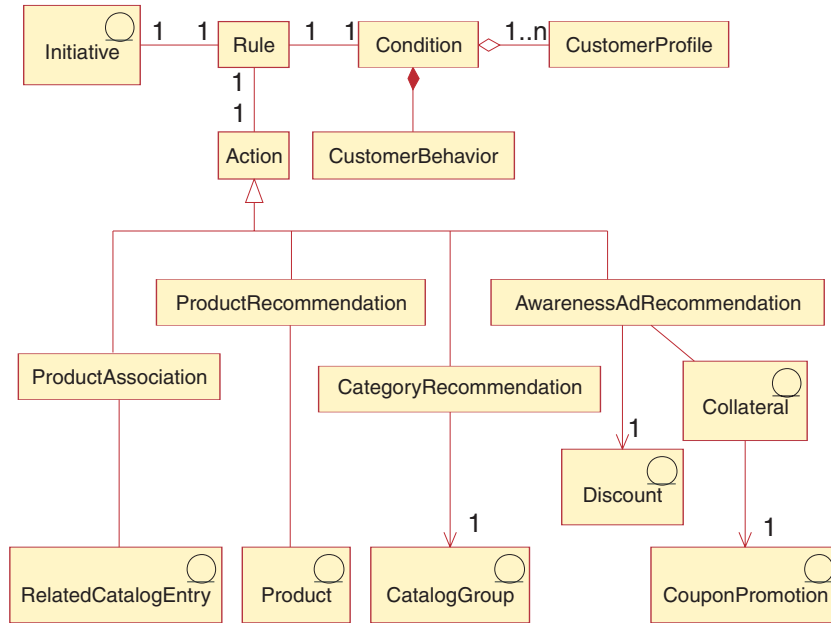 Initiative 1 1 Rule 1 1 Condition 1..n CustomerProfile
1
1
Action CustomerBehavior
ProductRecommendation AwarenessAdRecommendation
ProductAssociation CategoryRecommendation Collateral
1
Discount
1 1
RelatedCatalogEntry Product CatalogGroup CouponPromotion